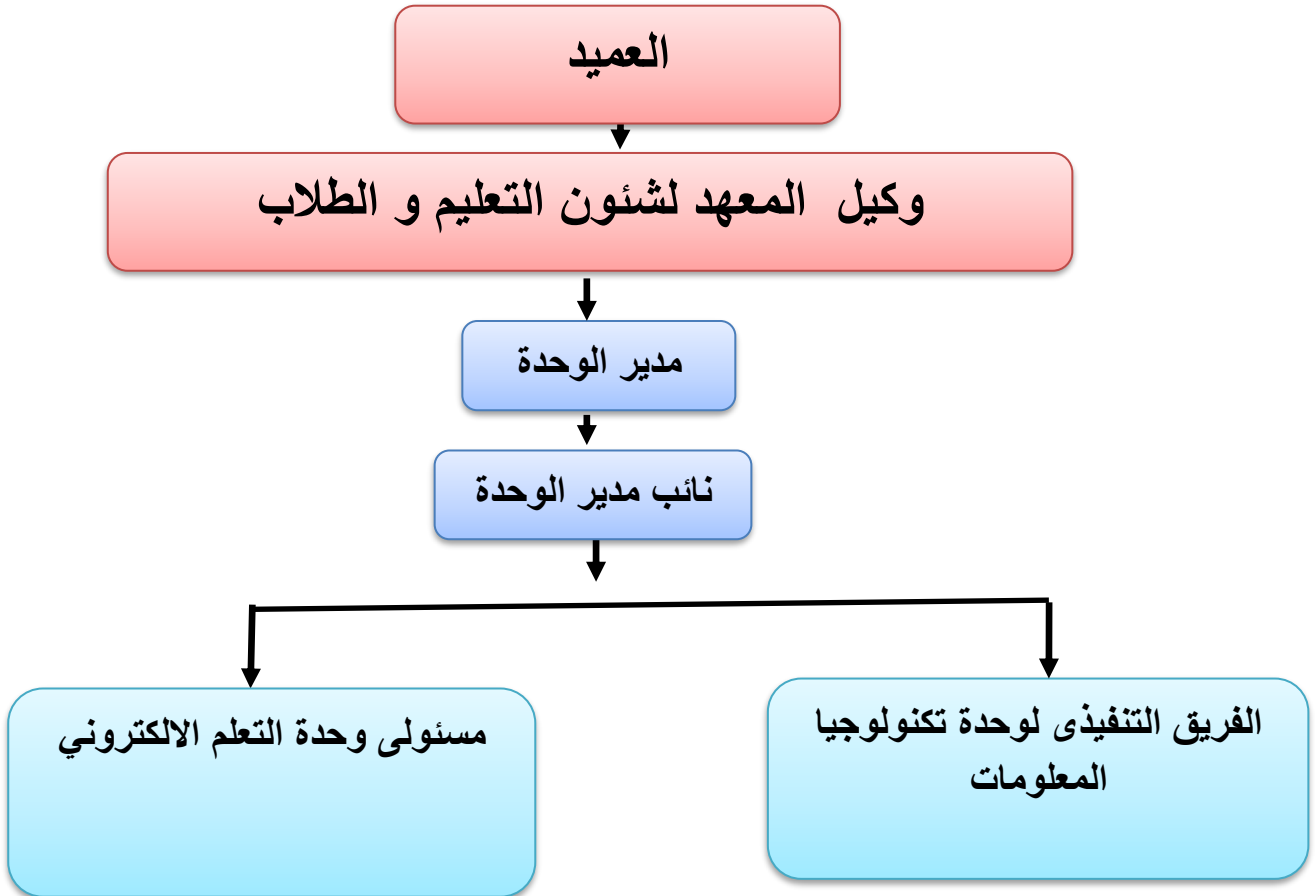 العميد
وكيل المعهد لشئون التعليم و الطلاب
مدير الوحدة
نائب مدير الوحدة
الفريق التنفيذى لوحدة تكنولوجيا
المعلومات
مسئولى وحدة التعلم الالكتروني